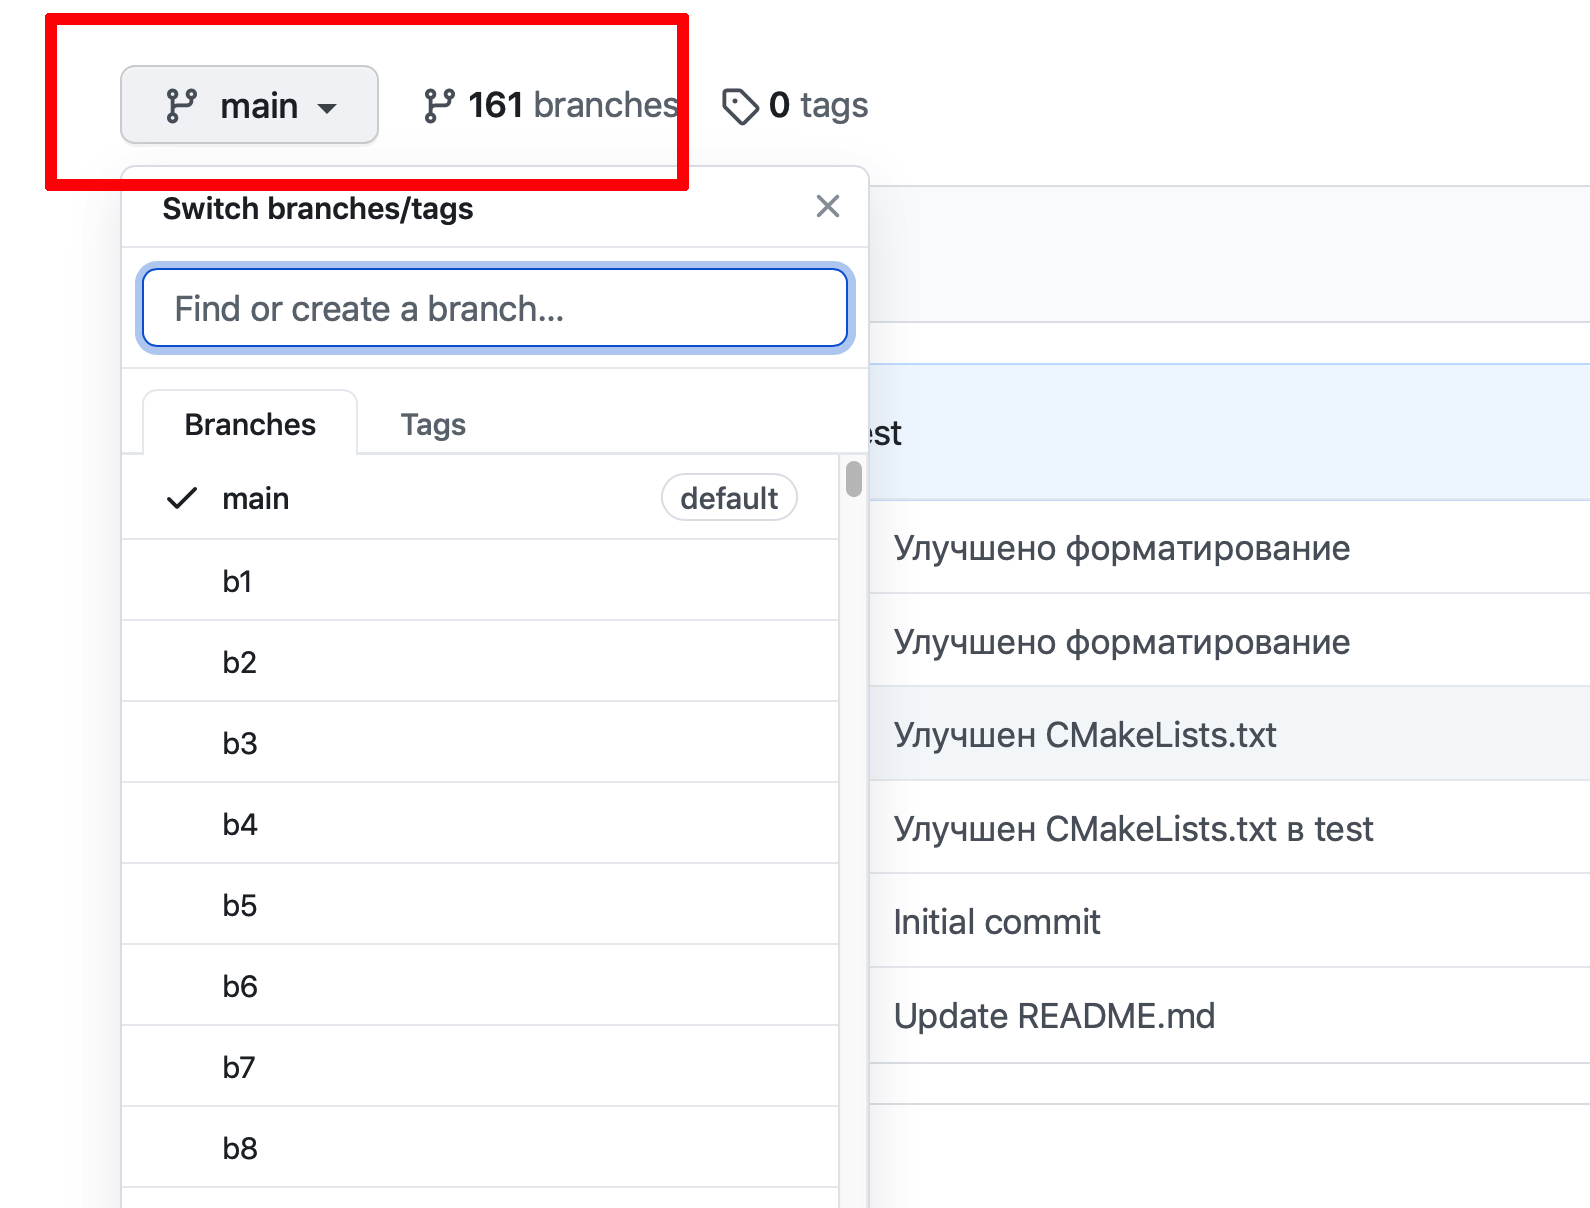 main 161 branches 0 tags
Switch branches/tags
Find or create a branch...
Branches Tags
main default
b1
b2
b3
b4
b5
b6
b7
b8
Улучшено форматирование
Улучшено форматирование
Улучшен CMakeLists.txt
Улучшен CMakeLists.txt в test
Initial commit
Update README.md